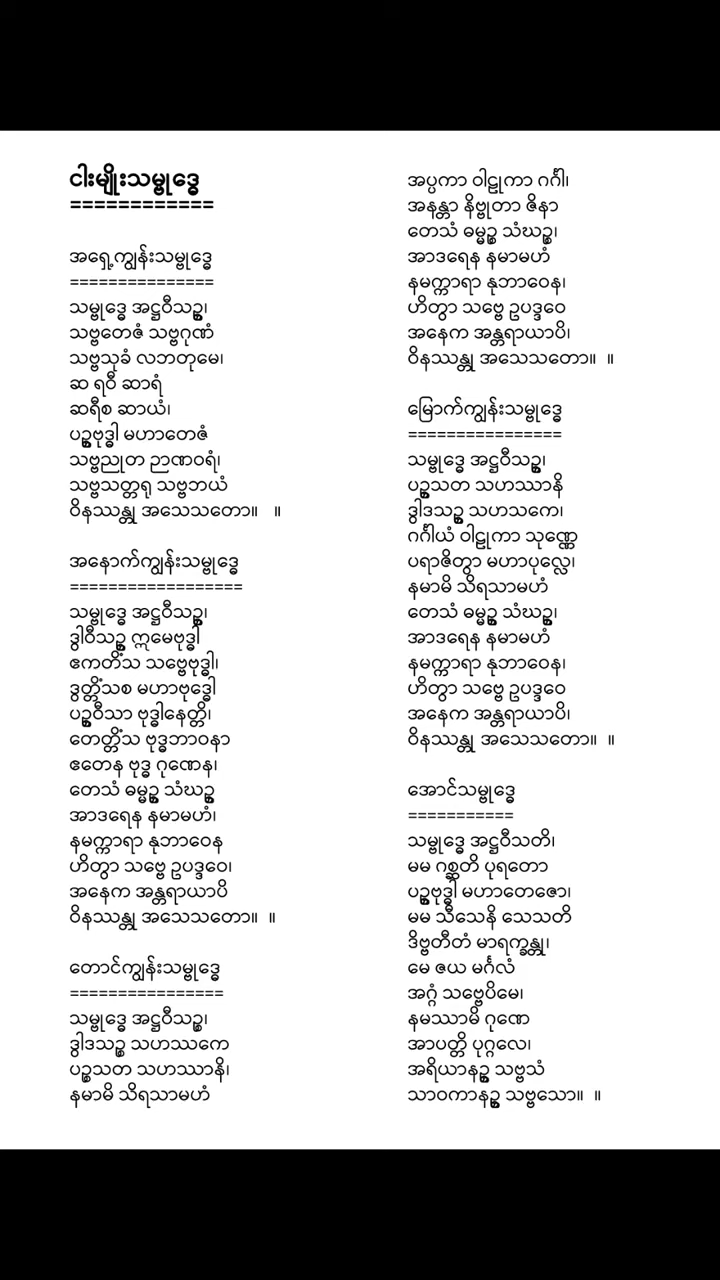 ငါးမျိုးသမ္ဗုဒ္ဓေ
============
အရှေ့ကျွန်းသမ္ဗုဒ္ဓေ
===============
သမ္ဗုဒ္ဓေ အဋ္ဌဝီသဉ္စ၊
သဗ္ဗတေဇံ သဗ္ဗဂုဏံ
သဗ္ဗသုခံ လဘတုမေ၊
ဆ ရဝီ ဆာရံ
ဆရီစ ဆာယံ၊
ပဉ္စဗုဒ္ဓါ မဟာတေဇံ
သဗ္ဗညုတ ဉာဏဝရံ၊
သဗ္ဗသတ္တရု သဗ္ဗဘယံ
ဝိနဿန္တု အသေသတော။ ။
အနောက်ကျွန်းသမ္ဗုဒ္ဓေ
==================
သမ္ဗုဒ္ဓေ အဋ္ဌဝီသဉ္စ၊
ဒွါဝီသဉ္စ ဣမေဗုဒ္ဓါ
ဧကတိံသ သဗ္ဗေဗုဒ္ဓါ၊
ဒွတ္တိံသစ မဟာဗုဒ္ဓေါ
ပဉ္စဝီသာ ဗုဒ္ဓါနေတ္တိ၊
တေတ္တိံသ ဗုဒ္ဓဘာဝနာ
ဧတေန ဗုဒ္ဓ ဂုဏေန၊
တေသံ ဓမ္မဉ္စ သံဃဉ္စ
အာဒရေန နမာမဟံ၊
နမက္ကာရာ နုဘာဝေန
ဟိတွာ သဗ္ဗေ ဥပဒ္ဒဝေ၊
အနေက အန္တရာယာပိ
ဝိနဿန္တု အသေသတော။ ။
တောင်ကျွန်းသမ္ဗုဒ္ဓေ
================
သမ္ဗုဒ္ဓေ အဋ္ဌဝီသဉ္စ၊
ဒွါဒသဉ္စ သဟဿကေ
ပဉ္စသတ သဟဿာနိ၊
နမာမိ သိရသာမဟံ
အပ္ပကာ ဝါဠုကာ ဂင်္ဂါ၊
အနန္တာ နိဗ္ဗုတာ ဇိနာ
တေသံ ဓမ္မဉ္စ သံဃဉ္စ၊
အာဒရေန နမာမဟံ
နမက္ကာရာ နုဘာဝေန၊
ဟိတွာ သဗ္ဗေ ဥပဒ္ဒဝေ
အနေက အန္တရာယာပိ၊
ဝိနဿန္တု အသေသတော။ ။
မြောက်ကျွန်းသမ္ဗုဒ္ဓေ
================
သမ္ဗုဒ္ဓေ အဋ္ဌဝီသဉ္စ၊
ပဉ္စသတ သဟဿာနိ
ဒွါဒသဉ္စ သဟသကေ၊
ဂင်္ဂါယံ ဝါဠုကာ သုဏ္ဏေ
ပရာဇိတွာ မဟာပုလ္လေ၊
နမာမိ သိရသာမဟံ
တေသံ ဓမ္မဉ္စ သံဃဉ္စ၊
အာဒရေန နမာမဟံ
နမက္ကာရာ နုဘာဝေန၊
ဟိတွာ သဗ္ဗေ ဥပဒ္ဒဝေ
အနေက အန္တရာယာပိ၊
ဝိနဿန္တု အသေသတော။ ။
အောင်သမ္ဗုဒ္ဓေ
===========
သမ္ဗုဒ္ဓေ အဋ္ဌဝီသတိ၊
မမ ဂစ္ဆတိ ပုရတော
ပဉ္စဗုဒ္ဓါ မဟာတေဇော၊
မမ သီသေနိ သေသတိ
ဒိဗ္ဗတီတံ မာရက္ခန္တု၊
မေ ဇယ မင်္ဂလံ
အဂ္ဂံ သဗ္ဗေပိမေ၊
နမဿာမိ ဂုဏေ
အာပတ္တိ ပုဂ္ဂလေ၊
အရိယာနဉ္စ သဗ္ဗသံ
သာဝကာနဉ္စ သဗ္ဗသော။ ။